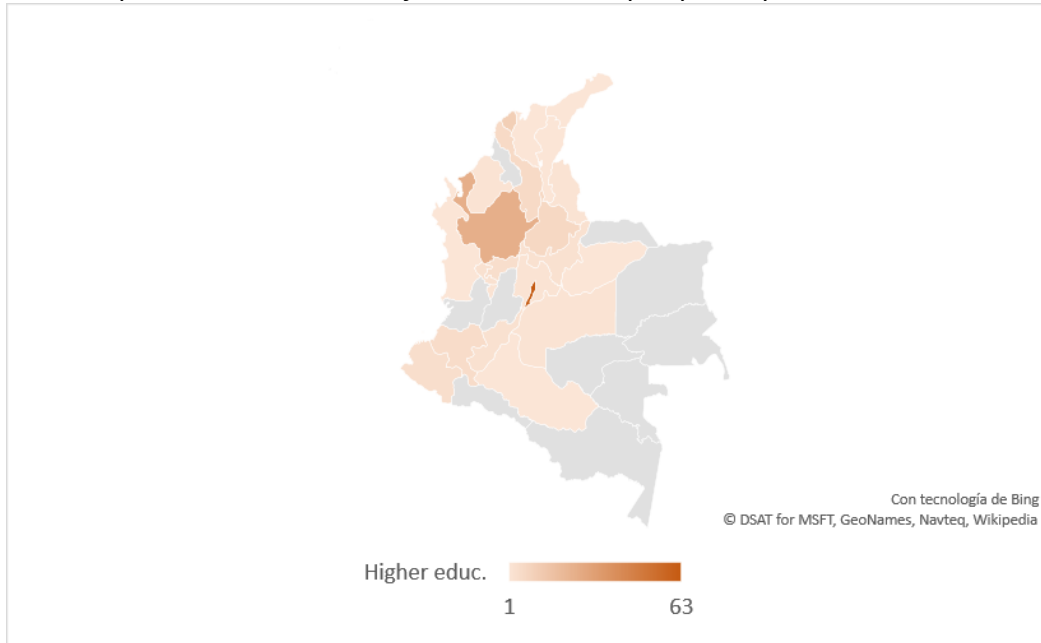 Con tecnología de Bing
© DSAT for MSFT, GeoNames, Navteq, Wikipedia
Higher educ.
1 63